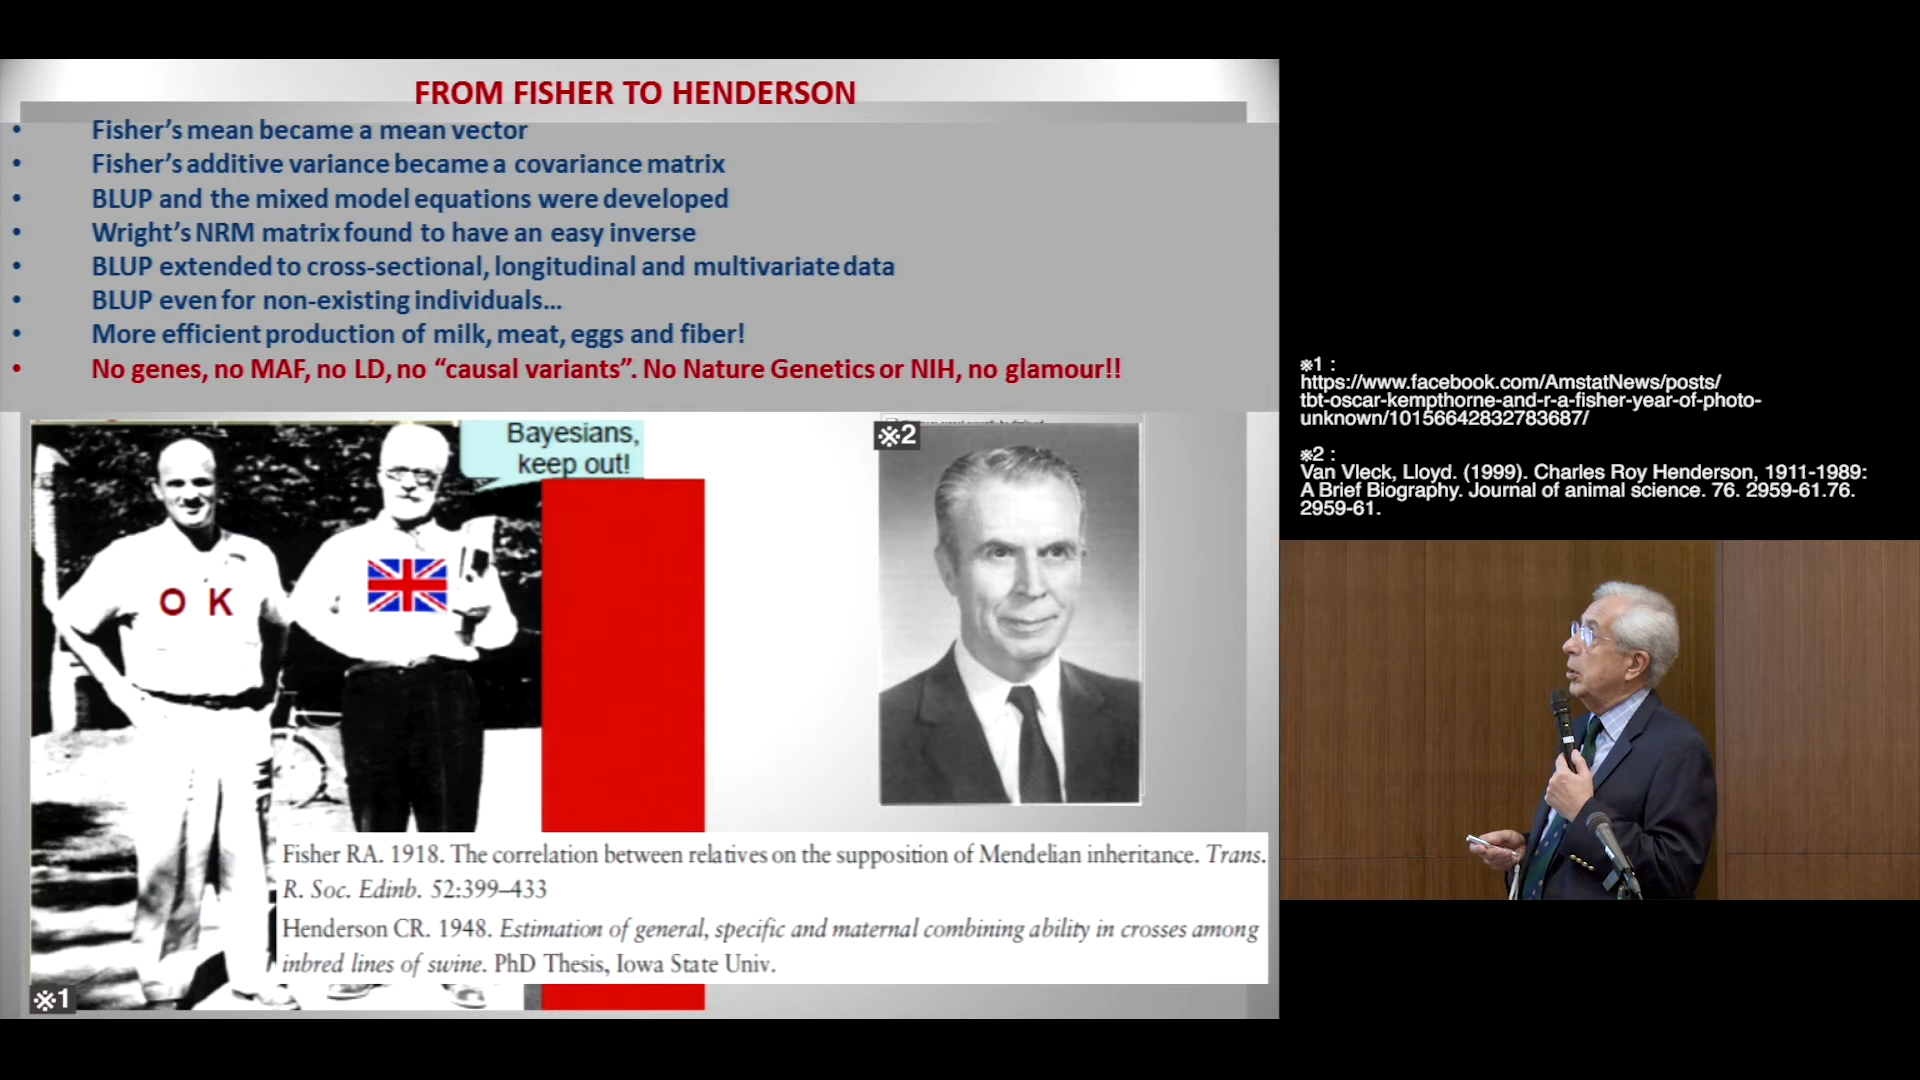 FROM FISHER TO HENDERSON
• Fisher's mean became a mean vector
• Fisher's additive variance became a covariance matrix
• BLUP and the mixed model equations were developed
• Wright's NRM matrix found to have an easy inverse
• BLUP extended to cross-sectional, longitudinal and multivariate data
• BLUP even for non-existing individuals...
• More efficient production of milk, meat, eggs and fiber!
• No genes, no MAF, no LD, no “causal variants”. No Nature Genetics or NIH, no glamour!!
Bayesians,
keep out!
O K
※2
Fisher RA. 1918. The correlation between relatives on the supposition of Mendelian inheritance. Trans.
R. Soc. Edinb. 52:399–433
Henderson CR. 1948. Estimation of general, specific and maternal combining ability in crosses among
inbred lines of swine. PhD Thesis, Iowa State Univ.
※1
※1 :
https://www.facebook.com/AmstatNews/posts/
tbt-oscar-kempthorne-and-r-a-fisher-year-of-photo-
unknown/10156642832783687/
※2 :
Van Vleck, Lloyd. (1999). Charles Roy Henderson, 1911-1989:
A Brief Biography. Journal of animal science. 76. 2959-61.76.
2959-61.